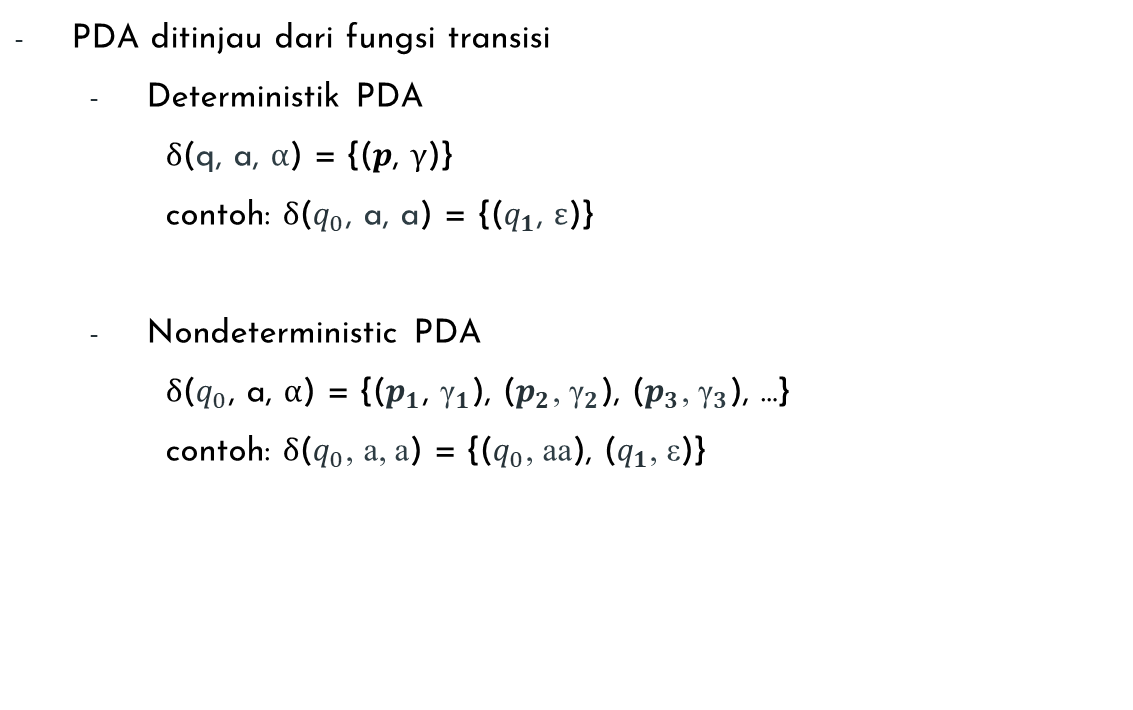 - PDA ditinjau dari fungsi transisi
- Deterministik PDA
δ(q, a, α) = {(p, γ)}
contoh: δ(q₀, a, a) = {(q₁, ε)}
- Nondeterministic PDA
δ(q₀, a, α) = {(p₁, γ₁), (p₂, γ₂), (p₃, γ₃), ...}
contoh: δ(q₀, a, a) = {(q₀, aa), (q₁, ε)}